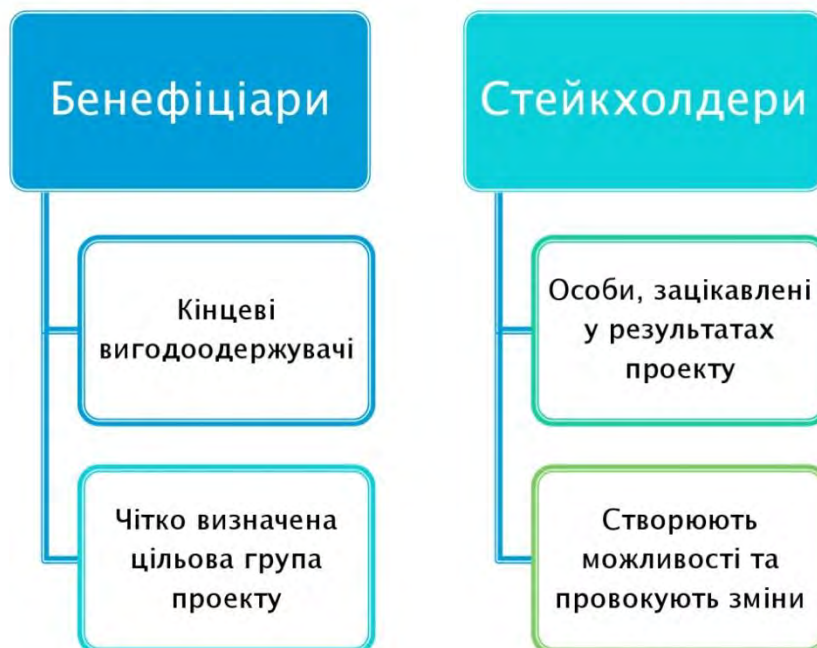 Бенефіціари
Кінцеві
вигодоодержувачі
Чітко визначена
цільова група
проекту
Стейкхолдери
Особи, зацікавлені
у результатах
проекту
Створюють
можливості та
провокують зміни